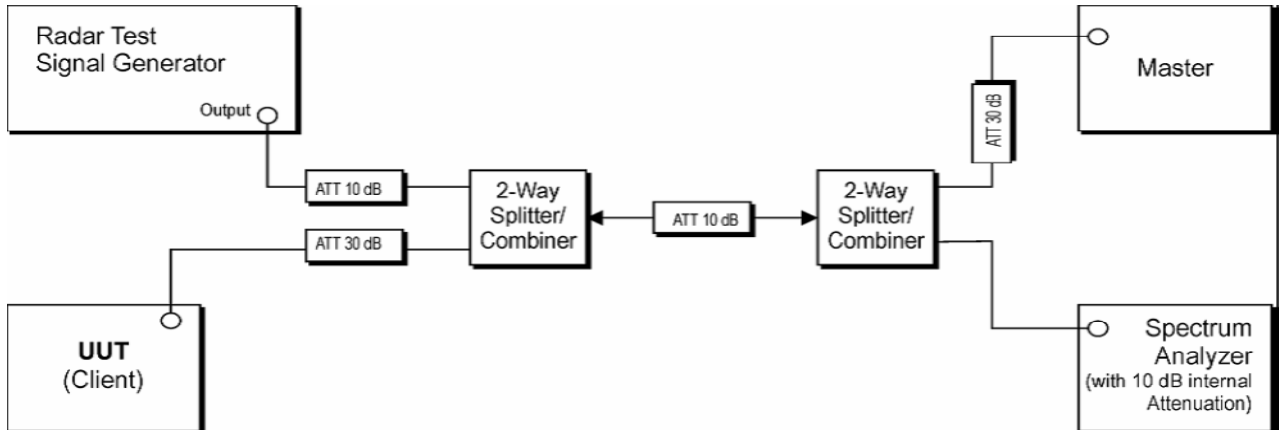 Radar Test
Signal Generator
Output
ATT 10 dB
ATT 30 dB
2-Way
Splitter/
Combiner
ATT 10 dB
2-Way
Splitter/
Combiner
ATT 30 dB
Master
UUT
(Client)
Spectrum
Analyzer
(with 10 dB internal
Attenuation)